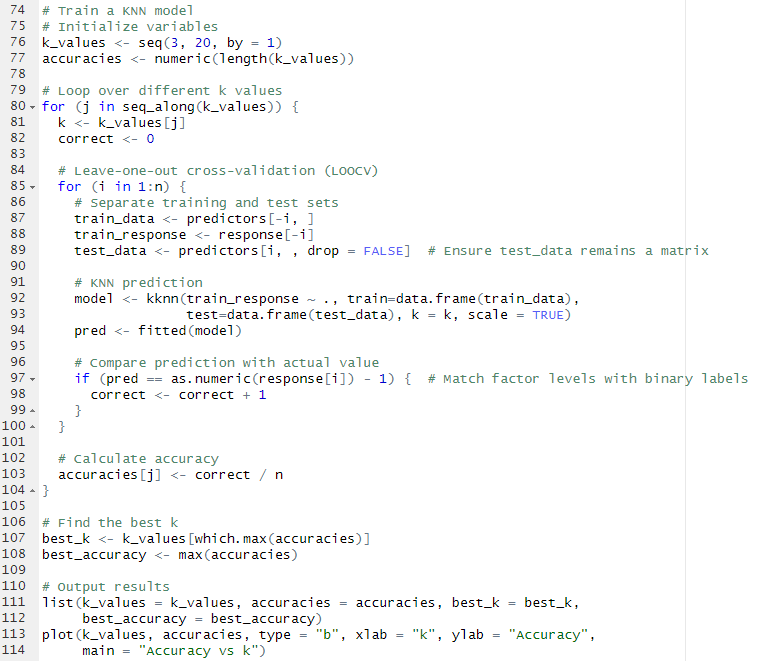 74 # Train a KNN model
75 # Initialize variables
76 k_values <- seq(3, 20, by = 1)
77 accuracies <- numeric(length(k_values))
78
79 # Loop over different k values
80 for (j in seq_along(k_values)) {
81   k <- k_values[j]
82   correct <- 0
83
84   # Leave-one-out cross-validation (LOOCV)
85   for (i in 1:n) {
86     # Separate training and test sets
87     train_data <- predictors[-i, ]
88     train_response <- response[-i]
89     test_data <- predictors[i, , drop = FALSE]  # Ensure test_data remains a matrix
90
91     # KNN prediction
92     model <- kknn(train_response ~ ., train=data.frame(train_data),
93                   test=data.frame(test_data), k = k, scale = TRUE)
94     pred <- fitted(model)
95
96     # Compare prediction with actual value
97     if (pred == as.numeric(response[i]) - 1) {  # Match factor levels with binary labels
98       correct <- correct + 1
99     }
100   }
101
102   # Calculate accuracy
103   accuracies[j] <- correct / n
104 }
105
106 # Find the best k
107 best_k <- k_values[which.max(accuracies)]
108 best_accuracy <- max(accuracies)
109
110 # Output results
111 list(k_values = k_values, accuracies = accuracies, best_k = best_k,
112      best_accuracy = best_accuracy)
113 plot(k_values, accuracies, type = "b", xlab = "k", ylab = "Accuracy",
114      main = "Accuracy vs k")